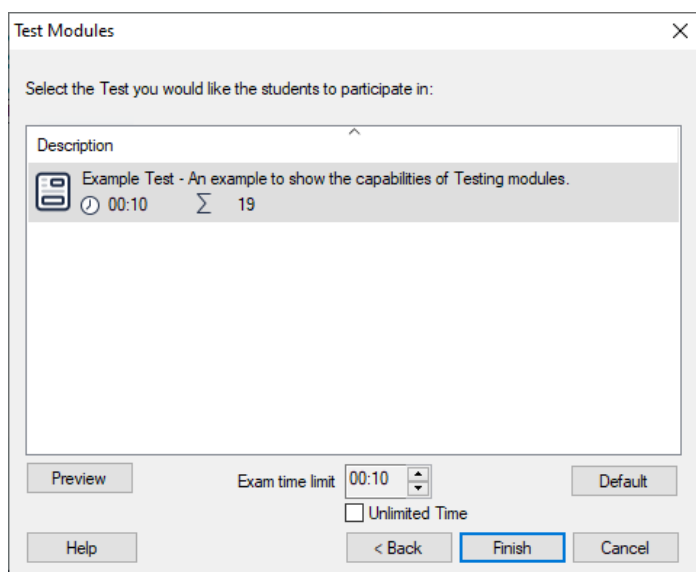 Test Modules
Select the Test you would like the students to participate in:
Description
Example Test - An example to show the capabilities of Testing modules.
00:10 Σ 19
Preview Exam time limit 00:10 Default
Unlimited Time
Help < Back Finish Cancel